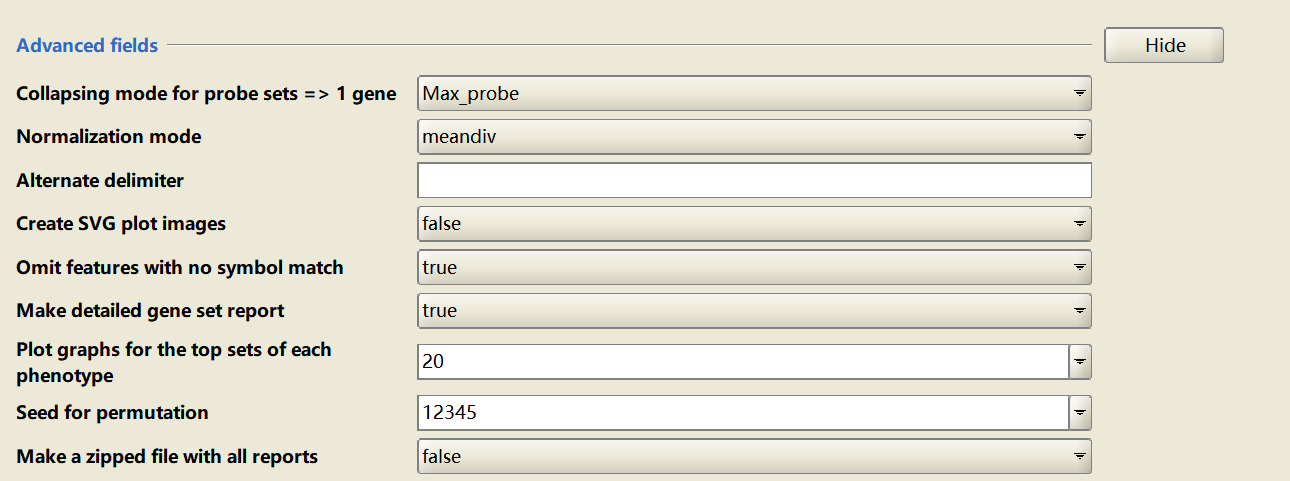 Advanced fields
Hide
Collapsing mode for probe sets => 1 gene
Max_probe
Normalization mode
meandiv
Alternate delimiter
Create SVG plot images
false
Omit features with no symbol match
true
Make detailed gene set report
true
Plot graphs for the top sets of each
phenotype
20
Seed for permutation
12345
Make a zipped file with all reports
false